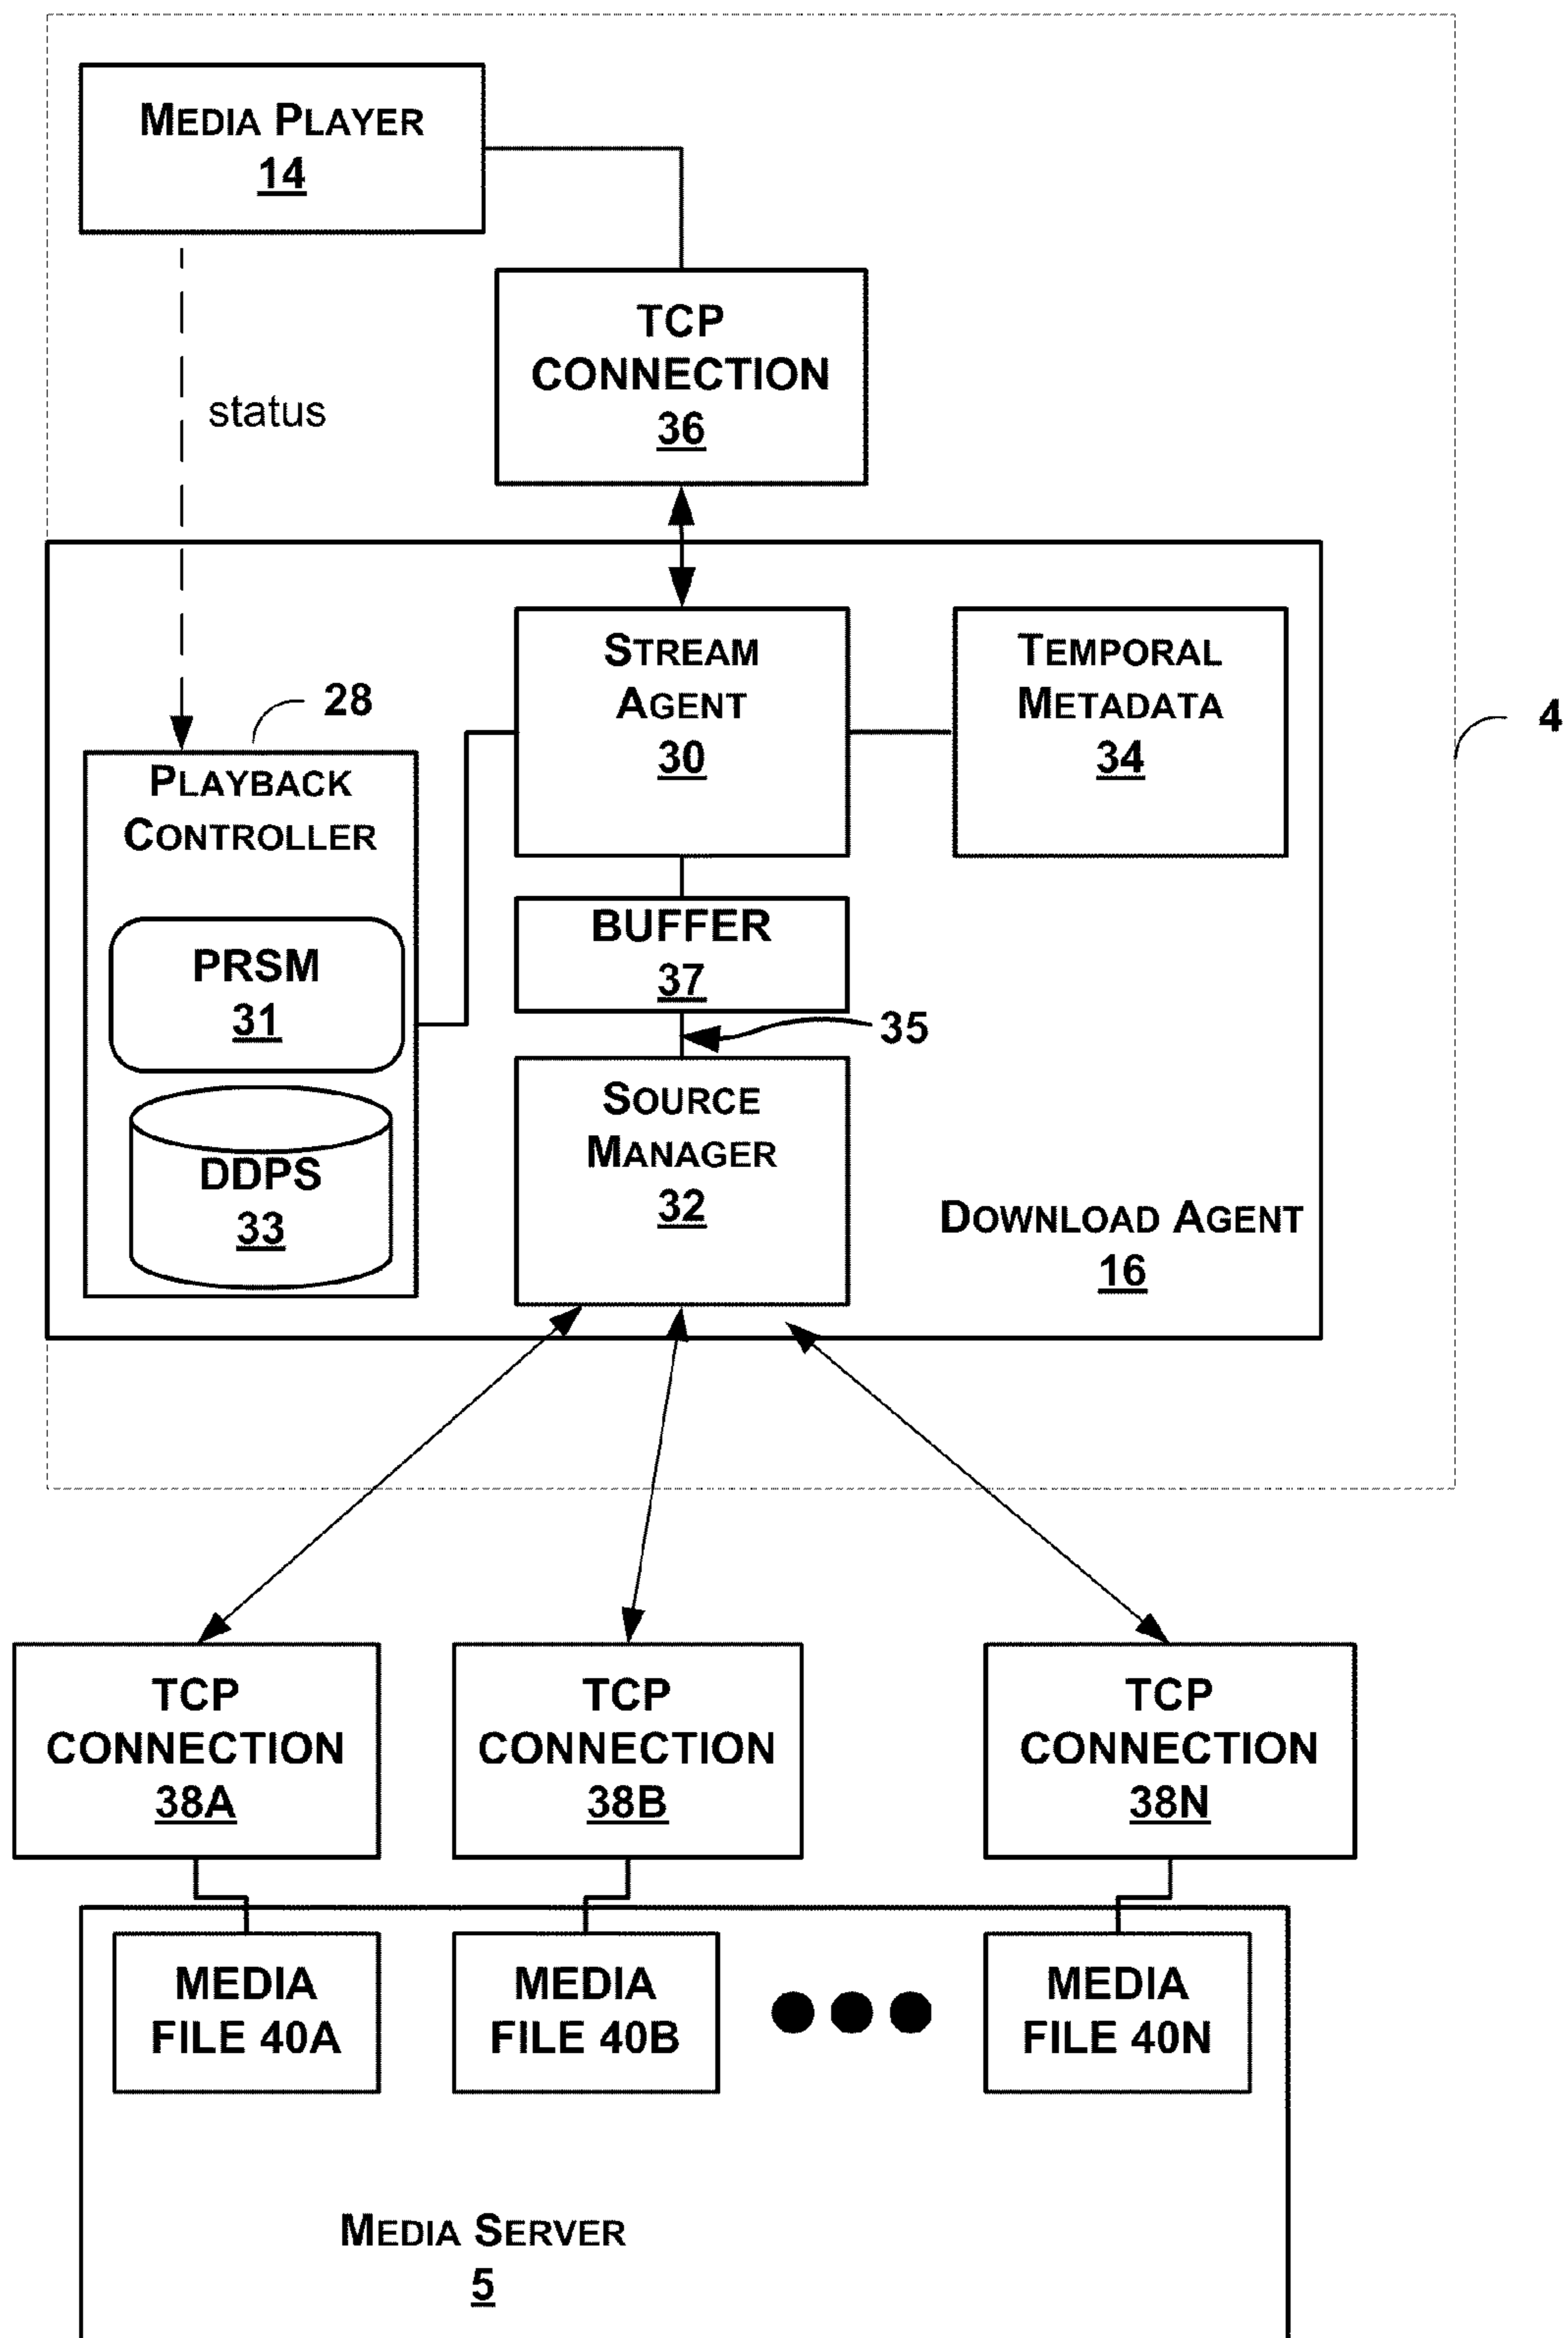 MEDIA PLAYER
14
TCP
CONNECTION
36
status
STREAM
AGENT
30
TEMPORAL
METADATA
34
28
4
PLAYBACK
CONTROLLER
PRSM
31
DDPS
33
BUFFER
37
35
SOURCE
MANAGER
32
DOWNLOAD AGENT
16
TCP
CONNECTION
38A
TCP
CONNECTION
38B
TCP
CONNECTION
38N
MEDIA
FILE 40A
MEDIA
FILE 40B
MEDIA
FILE 40N
MEDIA SERVER
5